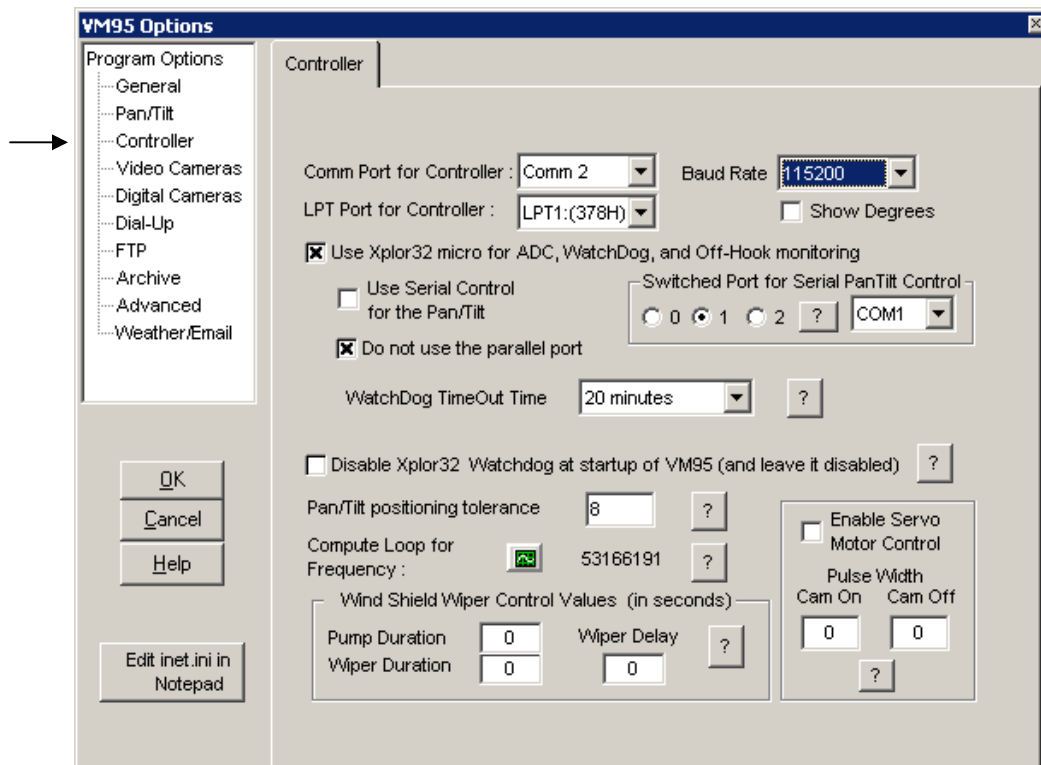 VM95 Options
Program Options
General
Pan/Tilt
Controller
Video Cameras
Digital Cameras
Dial-Up
FTP
Archive
Advanced
Weather/Email
OK
Cancel
Help
Edit inet.ini in
Notepad
Controller
Comm Port for Controller : Comm 2 Baud Rate 115200
LPT Port for Controller : LPT1:(378H) Show Degrees
Use Xplor32 micro for ADC, WatchDog, and Off-Hook monitoring
Use Serial Control
for the Pan/Tilt
Switched Port for Serial PanTilt Control
0 1 2 ? COM1
Do not use the parallel port
WatchDog TimeOut Time 20 minutes ?
Disable Xplor32 Watchdog at startup of VM95 (and leave it disabled) ?
Pan/Tilt positioning tolerance 8 ?
Compute Loop for
Frequency : 53166191 ?
Wind Shield Wiper Control Values (in seconds)
Pump Duration 0 Wiper Delay ?
Wiper Duration 0 0
Enable Servo
Motor Control
Pulse Width
Cam On Cam Off
0 0
?